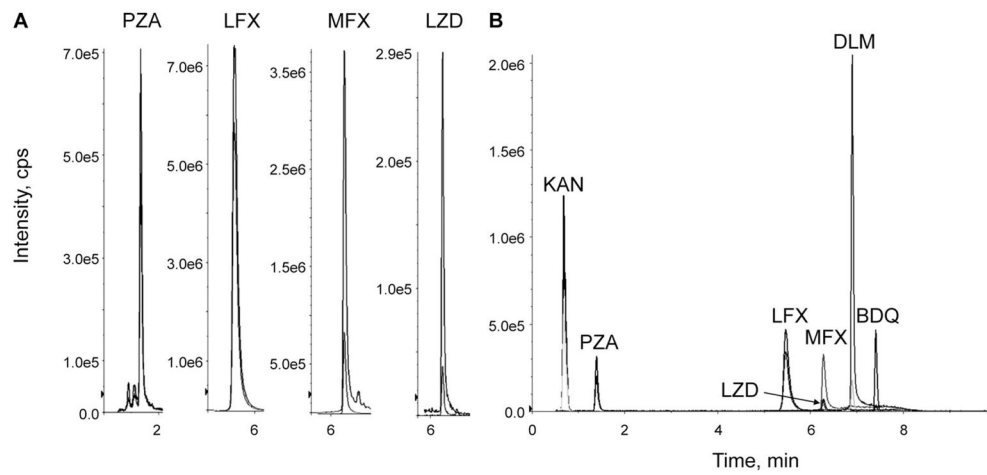 A
PZA
LFX
MFX
LZD
Intensity, cps
7.0e5
5.0e5
3.0e5
1.0e5
0.0
2
7.0e6
5.0e6
3.0e6
1.0e6
6
3.5e6
2.5e6
1.5e6
5.0e5
6
2.9e5
2.0e5
1.0e5
6
B
2.0e6
1.5e6
1.0e6
5.0e5
0.0
KAN
PZA
LFX
MFX
LZD
DLM
BDQ
0
2
4
6
8
Time, min